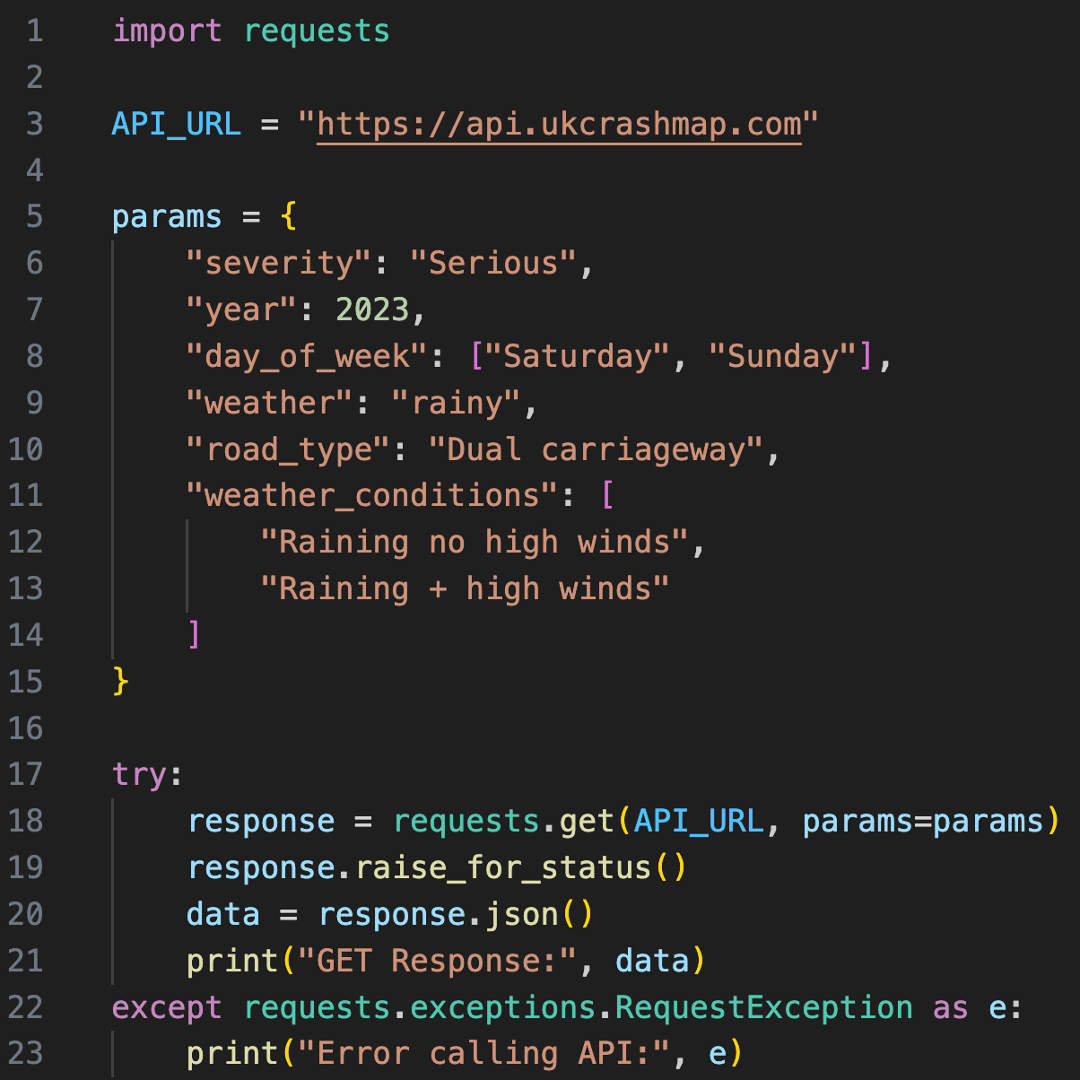 1 import requests
2
3 API_URL = "https://api.ukcrashmap.com"
4
5 params = {
6     "severity": "Serious",
7     "year": 2023,
8     "day_of_week": ["Saturday", "Sunday"],
9     "weather": "rainy",
10     "road_type": "Dual carriageway",
11     "weather_conditions": [
12         "Raining no high winds",
13         "Raining + high winds"
14     ]
15 }
16
17 try:
18     response = requests.get(API_URL, params=params)
19     response.raise_for_status()
20     data = response.json()
21     print("GET Response:", data)
22 except requests.exceptions.RequestException as e:
23     print("Error calling API:", e)